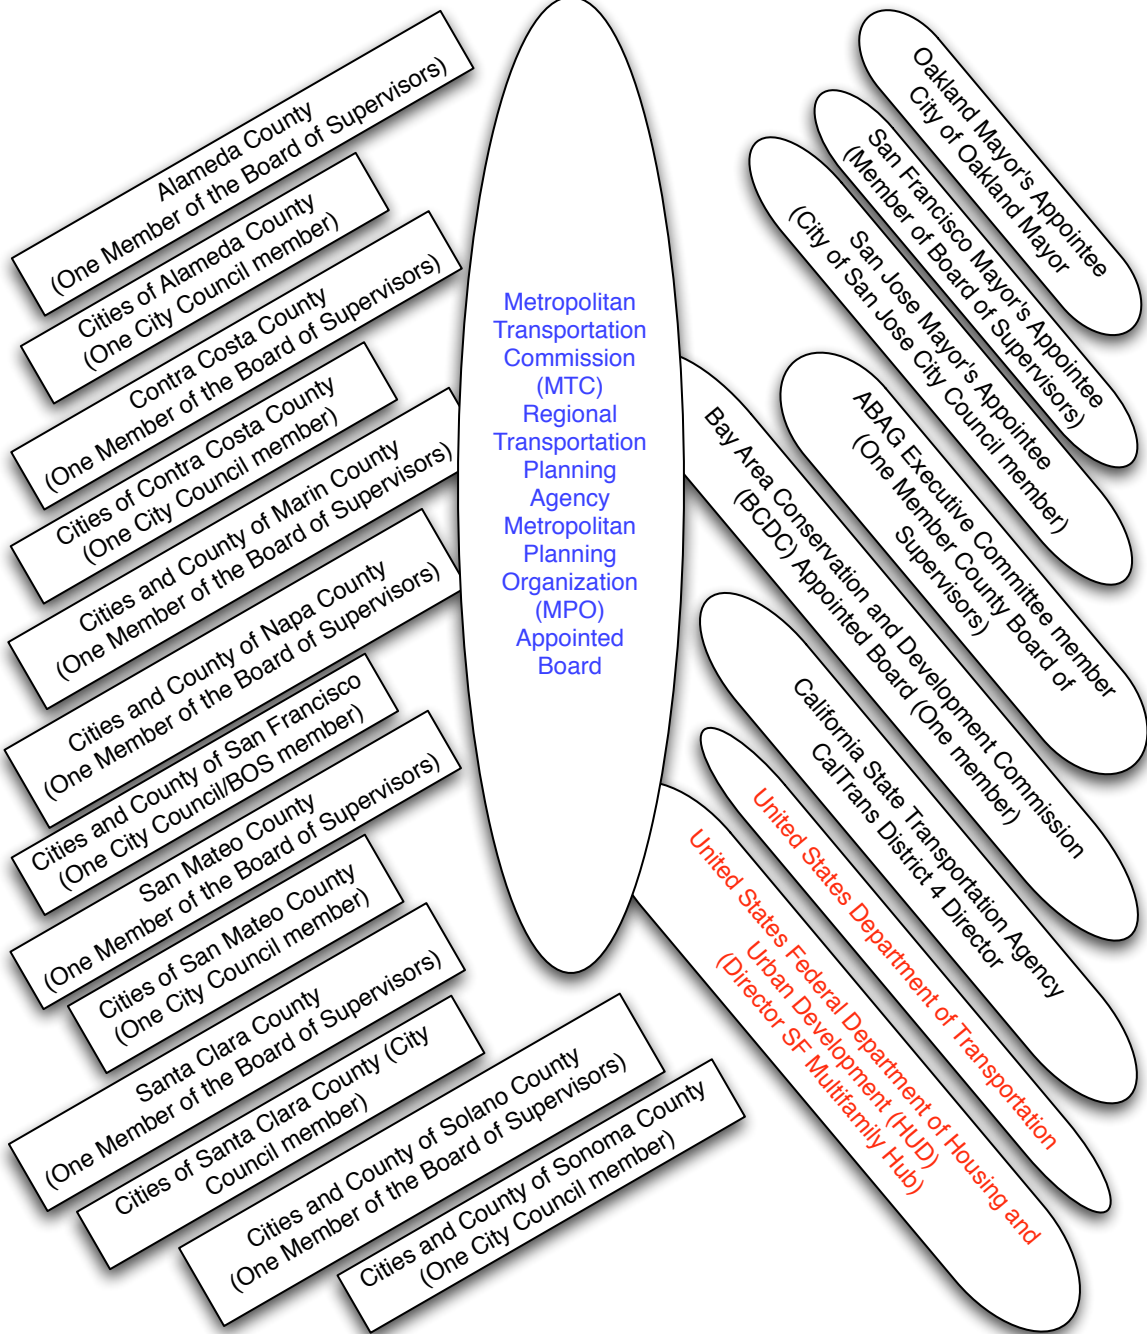 Alameda County
(One Member of the Board of Supervisors)
Cities of Alameda County
(One City Council member)
Contra Costa County
(One Member of the Board of Supervisors)
Cities of Contra Costa County
(One City Council member)
Cities and County of Marin County
(One Member of the Board of Supervisors)
Cities and County of Napa County
(One Member of the Board of Supervisors)
Cities and County of San Francisco
(One City Council/BOS member)
San Mateo County
(One Member of the Board of Supervisors)
Cities of San Mateo County
(One City Council member)
Santa Clara County
(One Member of the Board of Supervisors)
Cities of Santa Clara County (City
Council member)
Cities and County of Solano County
(One Member of the Board of Supervisors)
Cities and County of Sonoma County
(One City Council member)
Metropolitan
Transportation
Commission
(MTC)
Regional
Transportation
Planning
Agency
Metropolitan
Planning
Organization
(MPO)
Appointed
Board
Oakland Mayor's Appointee
City of Oakland Mayor
San Francisco Mayor's Appointee
(Member of Board of Supervisors)
San Jose Mayor's Appointee
(City of San Jose City Council member)
ABAG Executive Committee member
(One Member County Board of
Supervisors)
Bay Area Conservation and Development Commission
(BCDC) Appointed Board (One member)
California State Transportation Agency
CalTrans District 4 Director
United States Department of Transportation
United States Federal Department of Housing and
Urban Development (HUD)
(Director SF Multifamily Hub)